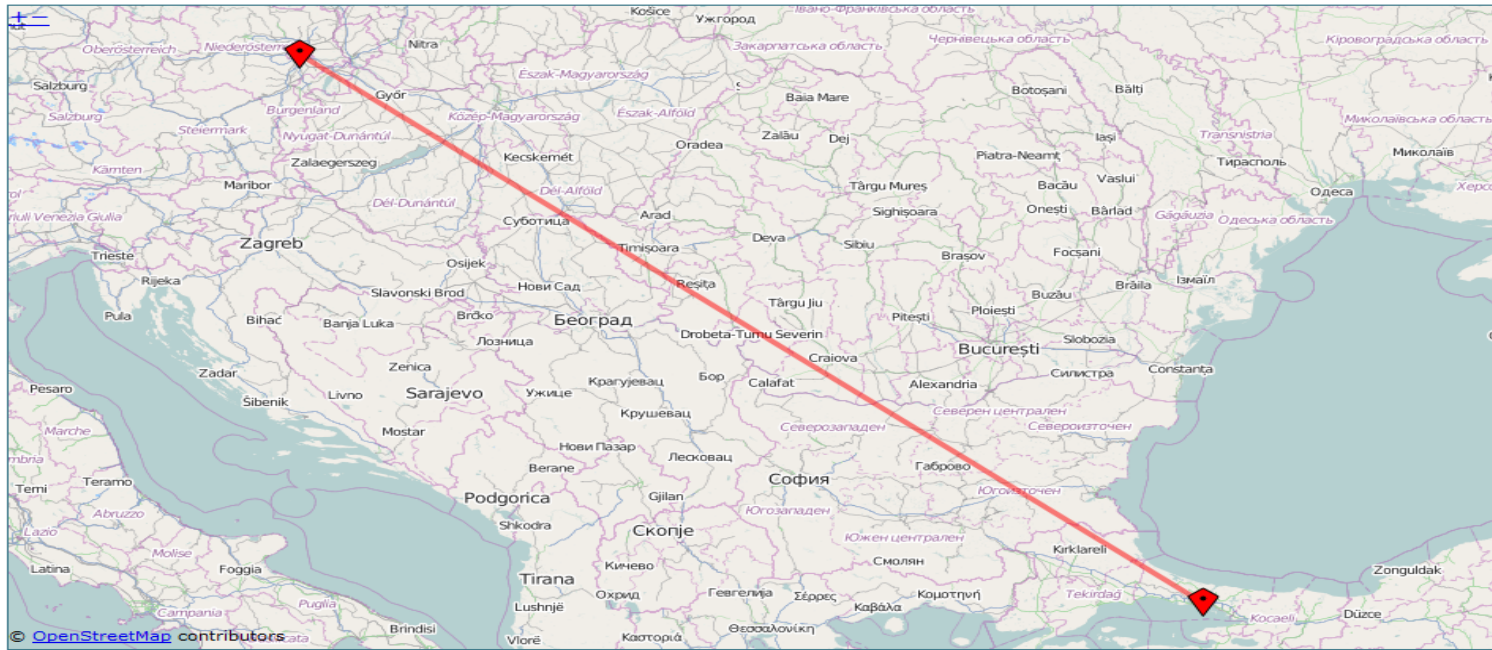 + −
Košice
Ужгород
Івано-Франківська область
Oberösterreich
Nitra
Закарпатська область
Чернівецька область
Кіровоградська область
Salzburg
Győr
Észak-Magyarország
Baia Mare
Botoșani
Bălți
Salzburg
Burgenland
Közép-Magyarország
Észak-Alföld
Миколаївська область
Steiermark
Nyugat-Dunántúl
Oradea
Zalău
Dej
Iași
Transnistria
Kecskemét
Piatra-Neamț
Тирасполь
Миколаїв
Kärnten
Zalaegerszeg
Maribor
Dél-Alföld
Târgu Mureș
Bacău
Vaslui
Одеса
Dél-Dunántúl
Суботица
Arad
Sighișoara
Onești
Bârlad
Găgăuzia
Одеська область
Friuli Venezia Giulia
Zagreb
Timișoara
Deva
Sibiu
Trieste
Osijek
Brașov
Focșani
Rijeka
Slavonski Brod
Нови Сад
Reșița
Târgu Jiu
Buzău
Brăila
Ізмаїл
Pula
Bihać
Banja Luka
Brčko
Београд
Pitești
Ploiești
Лозница
Drobeta-Turnu Severin
Slobozia
Zenica
Craiova
București
Zadar
Крагујевац
Бор
Calafat
Alexandria
Силистра
Constanța
Pesaro
Šibenik
Livno
Sarajevo
Ужице
Крушевац
Северен централен
Marche
Mostar
Северозападен
Североизточен
Нови Пазар
Лесковац
Габрово
Terni
Teramo
Berane
София
Югоизточен
Podgorica
Gjilan
Abruzzo
Shkodra
Югозападен
Lazio
Скопје
Южен централен
Kirklareli
Molise
Latina
Foggia
Tirana
Кичево
Смолян
Zonguldak
Campania
Puglia
Lushnjë
Охрид
Гевгелија
Σέρρες
Καβάλα
Κομοτηνή
Tekirdağ
Kocaeli
Düzce
Brindisi
Vlorë
Καστοριά
Θεσσαλονίκη
© OpenStreetMap contributors